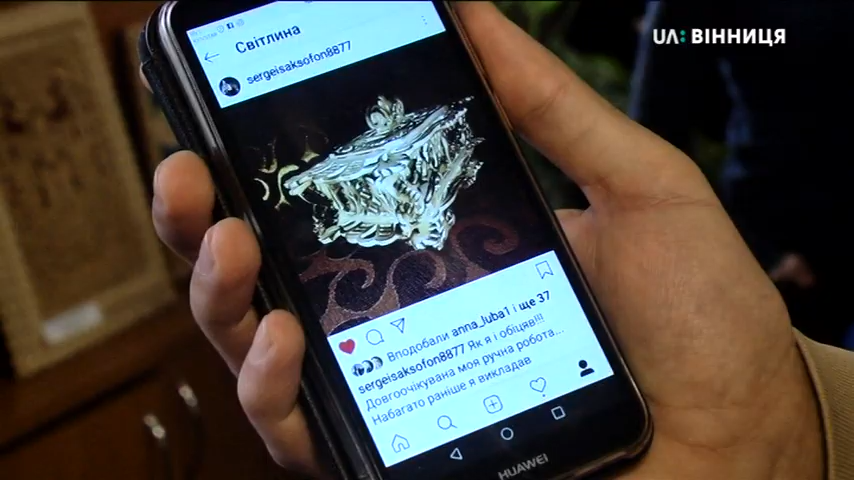 UA: ВІННИЦЯ
Світлина
sergeisaksofon8877
Вподобали anna_luba1 і ще 37
sergeisaksofon8877 Як я і обіцяв!!!
Довгоочікувана моя ручна робота...
Набагато раніше я викладав
HUAWEI